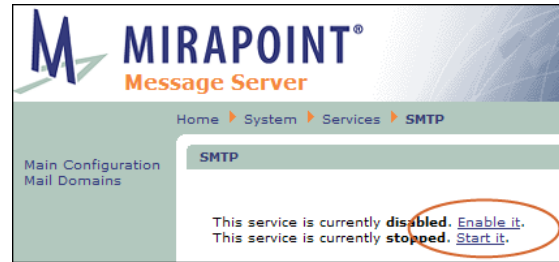 MIRAPOINT®
Message Server
Home System Services SMTP
Main Configuration
Mail Domains
SMTP
This service is currently disabled. Enable it.
This service is currently stopped. Start it.